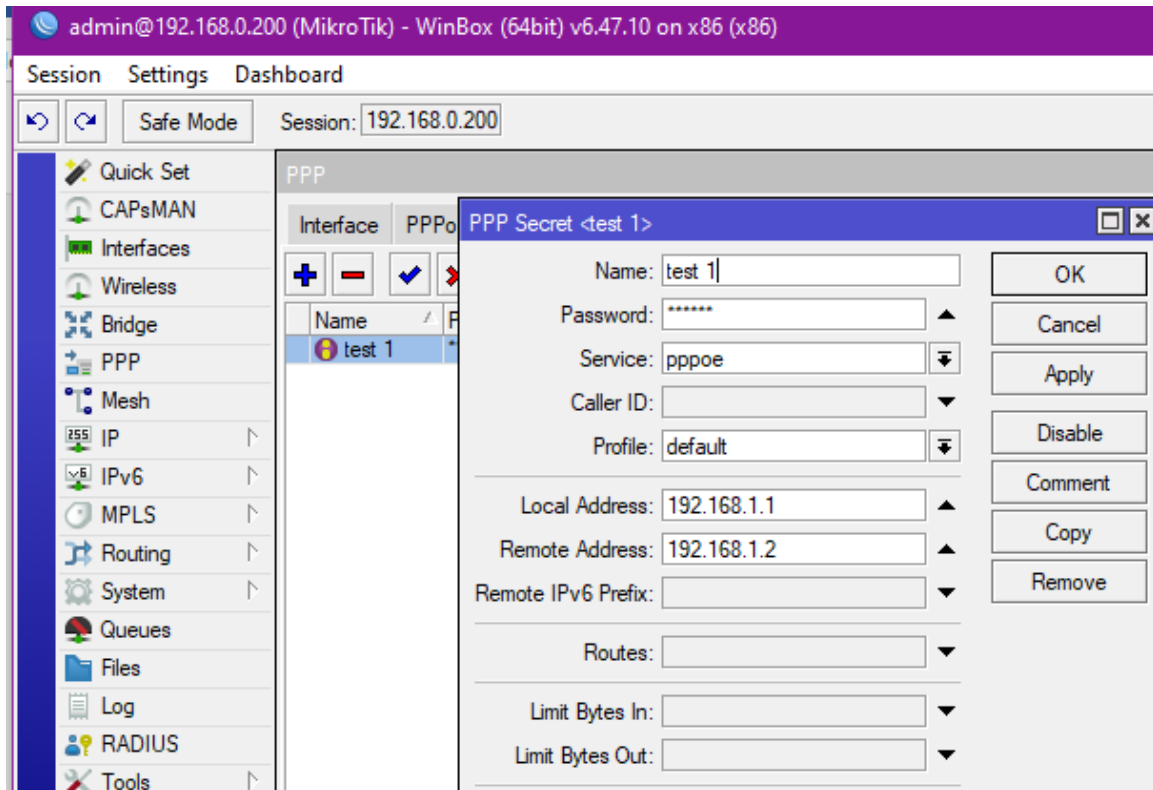 admin@192.168.0.200 (MikroTik) - WinBox (64bit) v6.47.10 on x86 (x86)
Session Settings Dashboard
Safe Mode Session: 192.168.0.200
Quick Set
CAPsMAN
Interfaces
Wireless
Bridge
PPP
Mesh
255 IP
v6 IPv6
MPLS
Routing
System
Queues
Files
Log
RADIUS
Tools
PPP
Interface PPPo
Name F
test 1 **
PPP Secret <test 1>
Name: test 1
Password: ******
Service: pppoe
Caller ID:
Profile: default
Local Address: 192.168.1.1
Remote Address: 192.168.1.2
Remote IPv6 Prefix:
Routes:
Limit Bytes In:
Limit Bytes Out:
OK
Cancel
Apply
Disable
Comment
Copy
Remove